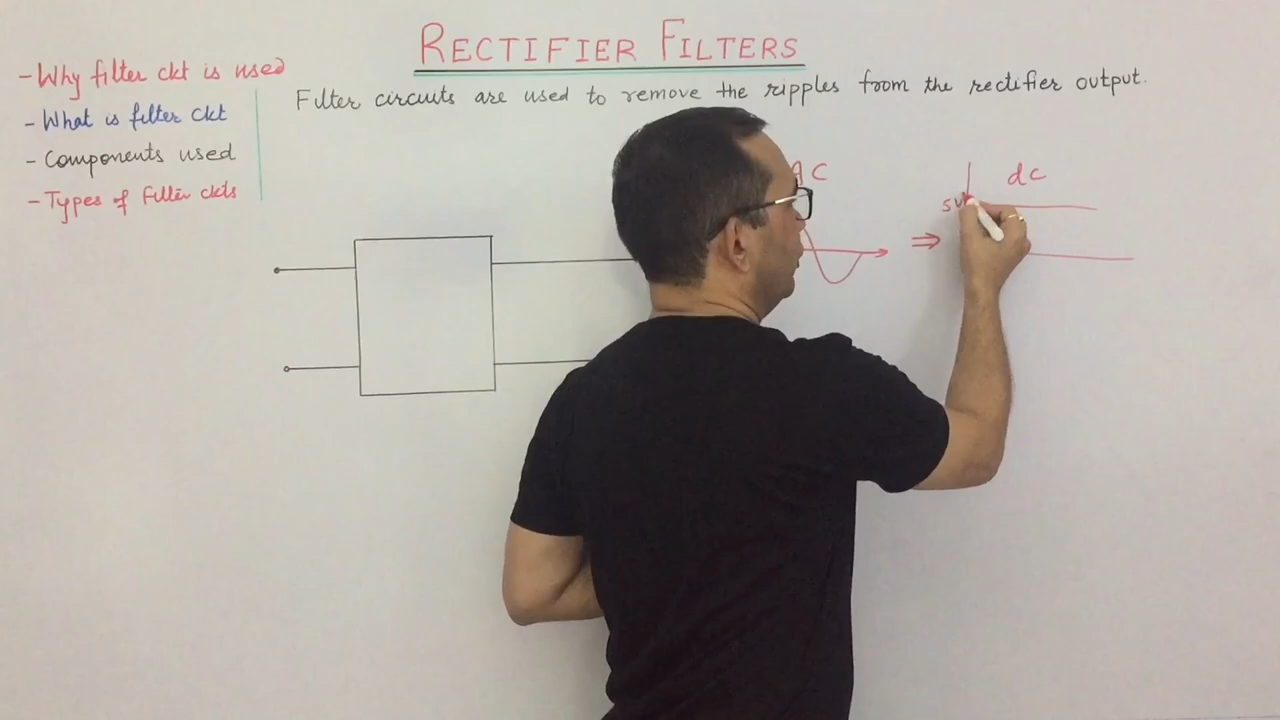 RECTIFIER FILTERS
- Why filter ckt is used
- What is filter ckt
- Components used
- Types of Filter ckts
Filter circuits are used to remove the ripples from the rectifier output.
AC
⇒
dc
5V